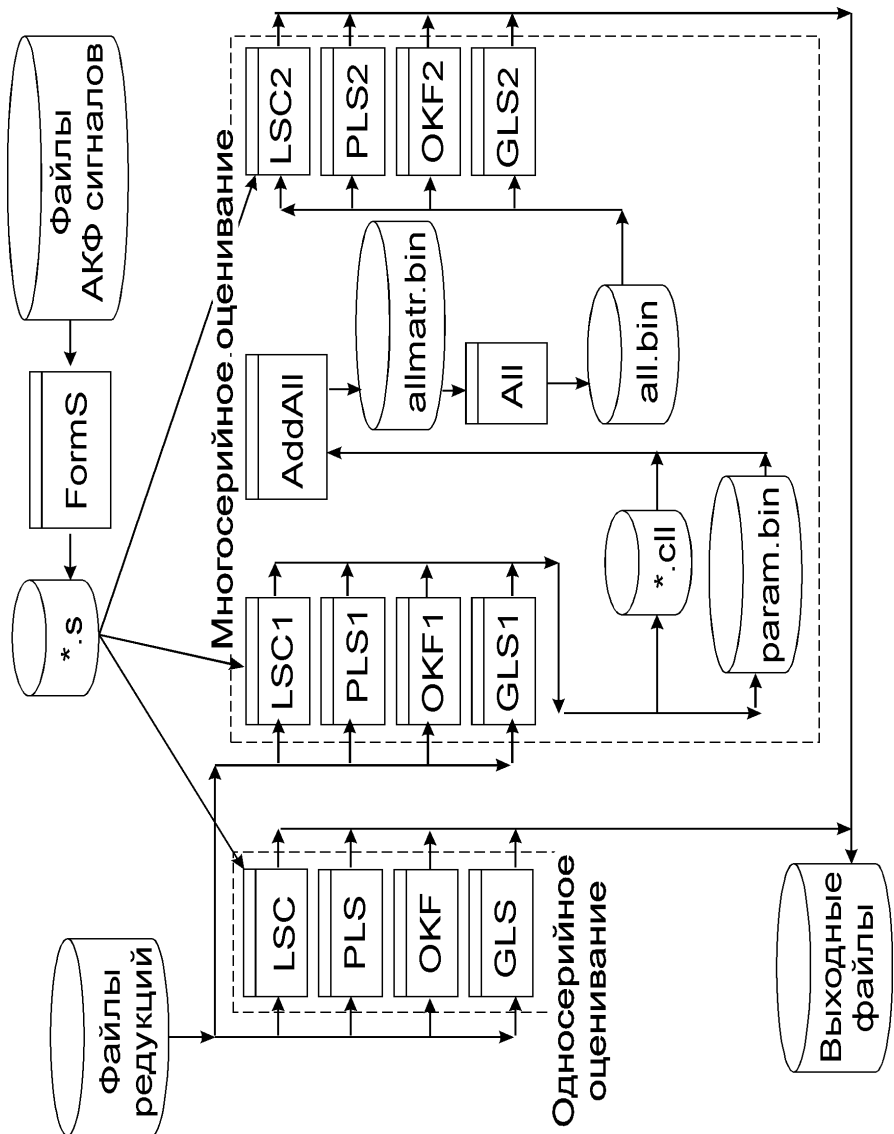 Файлы
редукций
*.s
FormS
Файлы
АКФ сигналов
Односерийное
оценивание
LSC
PLS
OKF
GLS
Многосерийное оценивание
LSC1
PLS1
OKF1
GLS1
AddAll
allmatr.bin
All
all.bin
*.cll
param.bin
LSC2
PLS2
OKF2
GLS2
Выходные
файлы